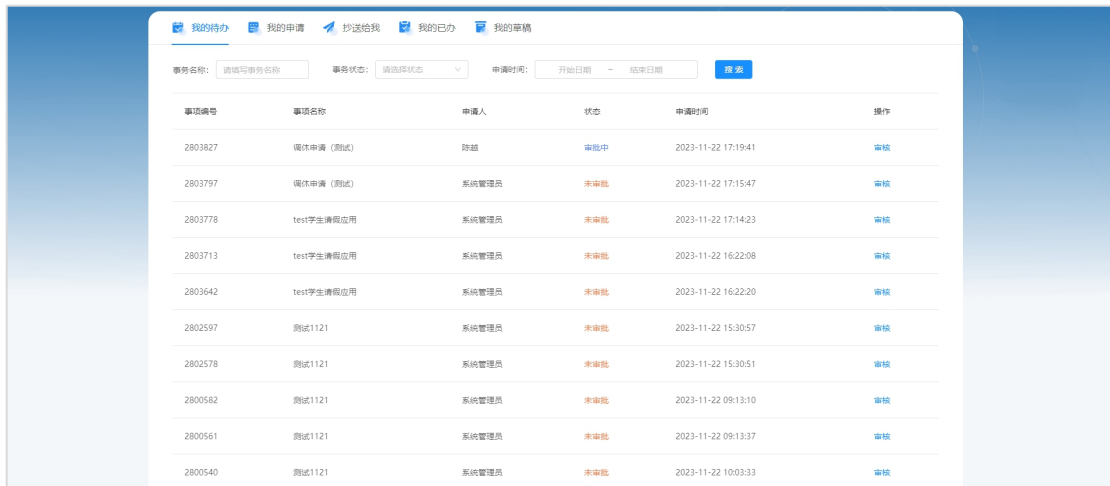 我的待办 我的申请 抄送给我 我的已办 我的草稿
事务名称： 请填写事务名称 事务状态： 请选择状态 申请时间： 开始日期 ~ 结束日期 搜索
事项编号 事项名称 申请人 状态 申请时间 操作
2803827 调休申请（测试） 陈越 审批中 2023-11-22 17:19:41 审核
2803797 调休申请（测试） 系统管理员 未审批 2023-11-22 17:15:47 审核
2803778 test学生请假应用 系统管理员 未审批 2023-11-22 17:14:23 审核
2803713 test学生请假应用 系统管理员 未审批 2023-11-22 16:22:08 审核
2803642 test学生请假应用 系统管理员 未审批 2023-11-22 16:22:20 审核
2802597 测试1121 系统管理员 未审批 2023-11-22 15:30:57 审核
2802578 测试1121 系统管理员 未审批 2023-11-22 15:30:51 审核
2800582 测试1121 系统管理员 未审批 2023-11-22 09:13:10 审核
2800561 测试1121 系统管理员 未审批 2023-11-22 09:13:37 审核
2800540 测试1121 系统管理员 未审批 2023-11-22 10:03:33 审核